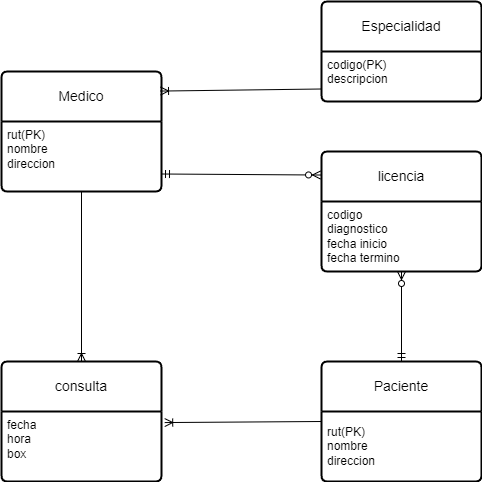 Especialidad
codigo(PK)
descripcion
Medico
rut(PK)
nombre
direccion
licencia
codigo
diagnostico
fecha inicio
fecha termino
consulta
fecha
hora
box
Paciente
rut(PK)
nombre
direccion